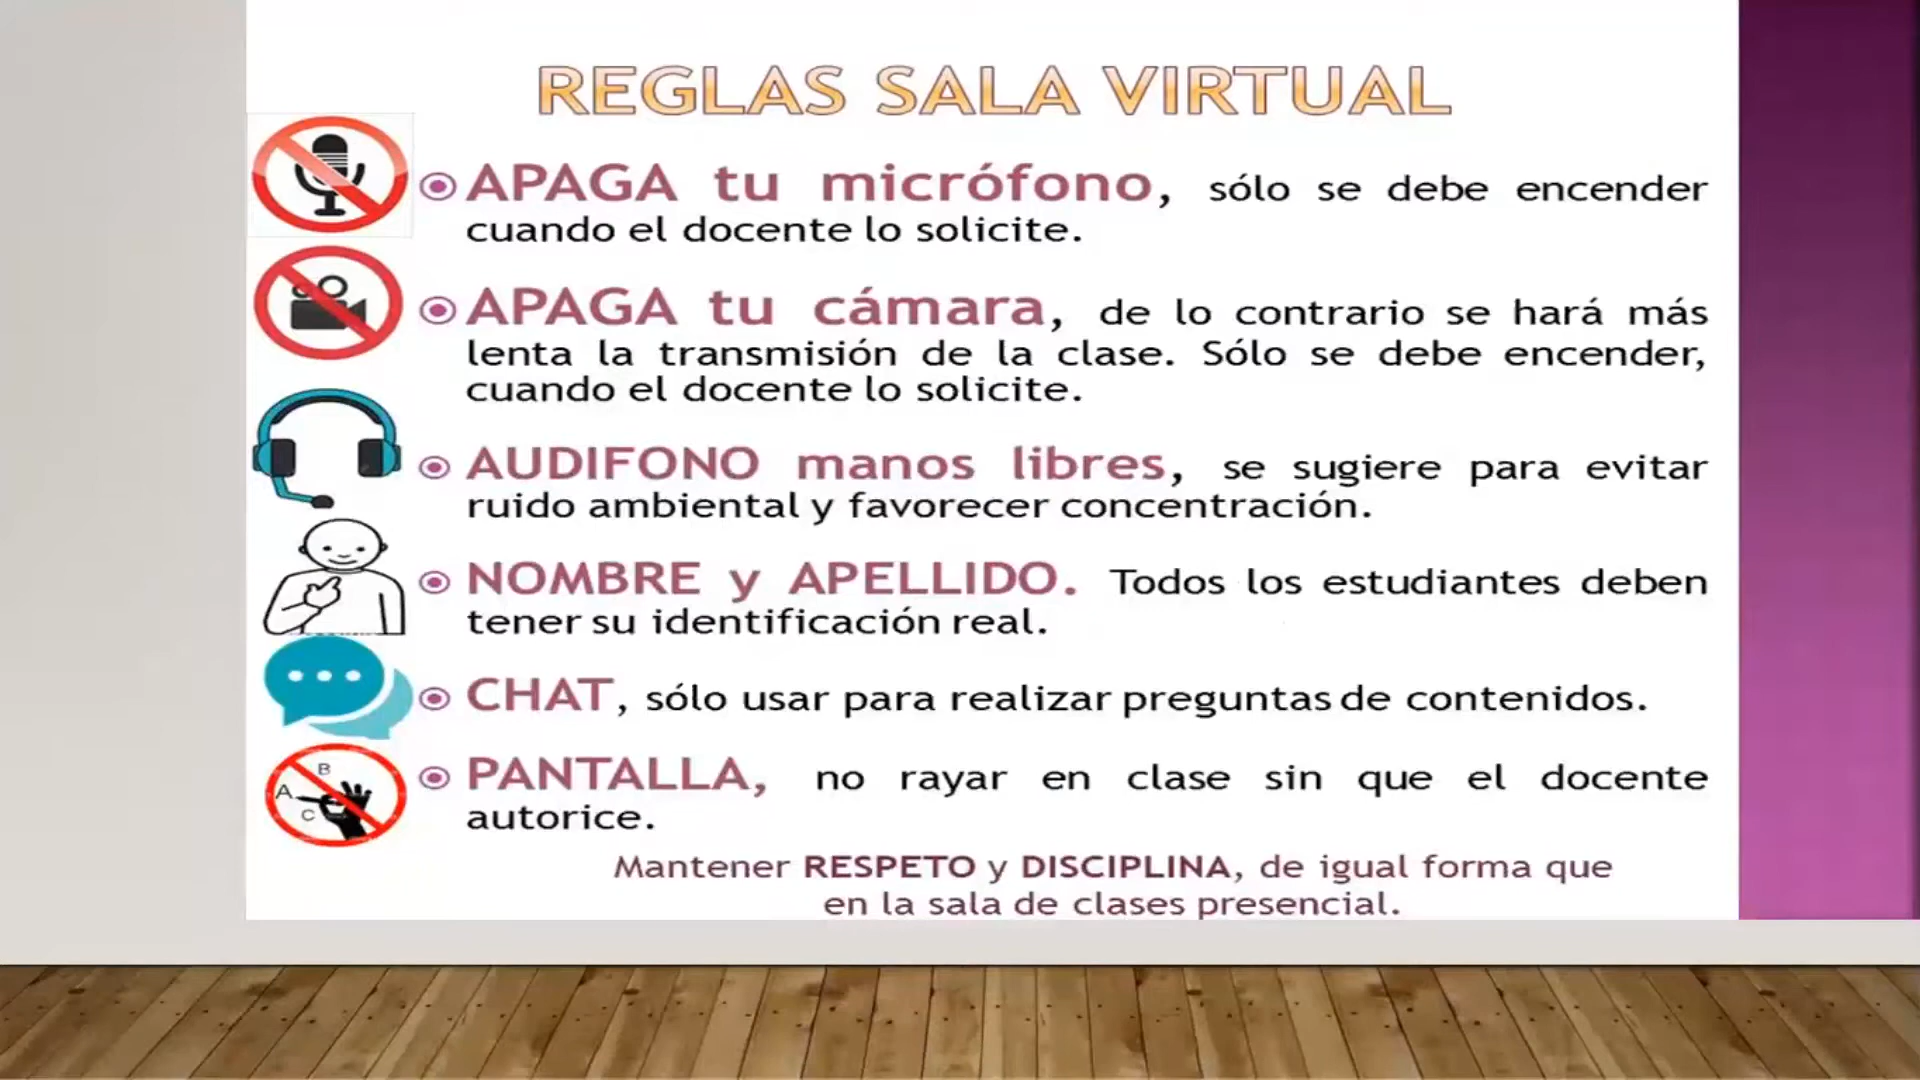 REGLAS SALA VIRTUAL
APAGA tu micrófono, sólo se debe encender
cuando el docente lo solicite.
APAGA tu cámara, de lo contrario se hará más
lenta la transmisión de la clase. Sólo se debe encender,
cuando el docente lo solicite.
AUDIFONO manos libres, se sugiere para evitar
ruido ambiental y favorecer concentración.
NOMBRE y APELLIDO. Todos los estudiantes deben
tener su identificación real.
CHAT, sólo usar para realizar preguntas de contenidos.
B
A
C
PANTALLA, no rayar en clase sin que el docente
autorice.
Mantener RESPETO y DISCIPLINA, de igual forma que
en la sala de clases presencial.